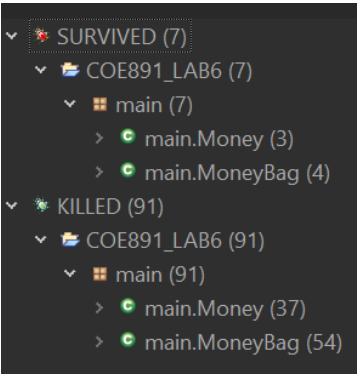 SURVIVED (7)
COE891_LAB6 (7)
main (7)
main.Money (3)
main.MoneyBag (4)
KILLED (91)
COE891_LAB6 (91)
main (91)
main.Money (37)
main.MoneyBag (54)